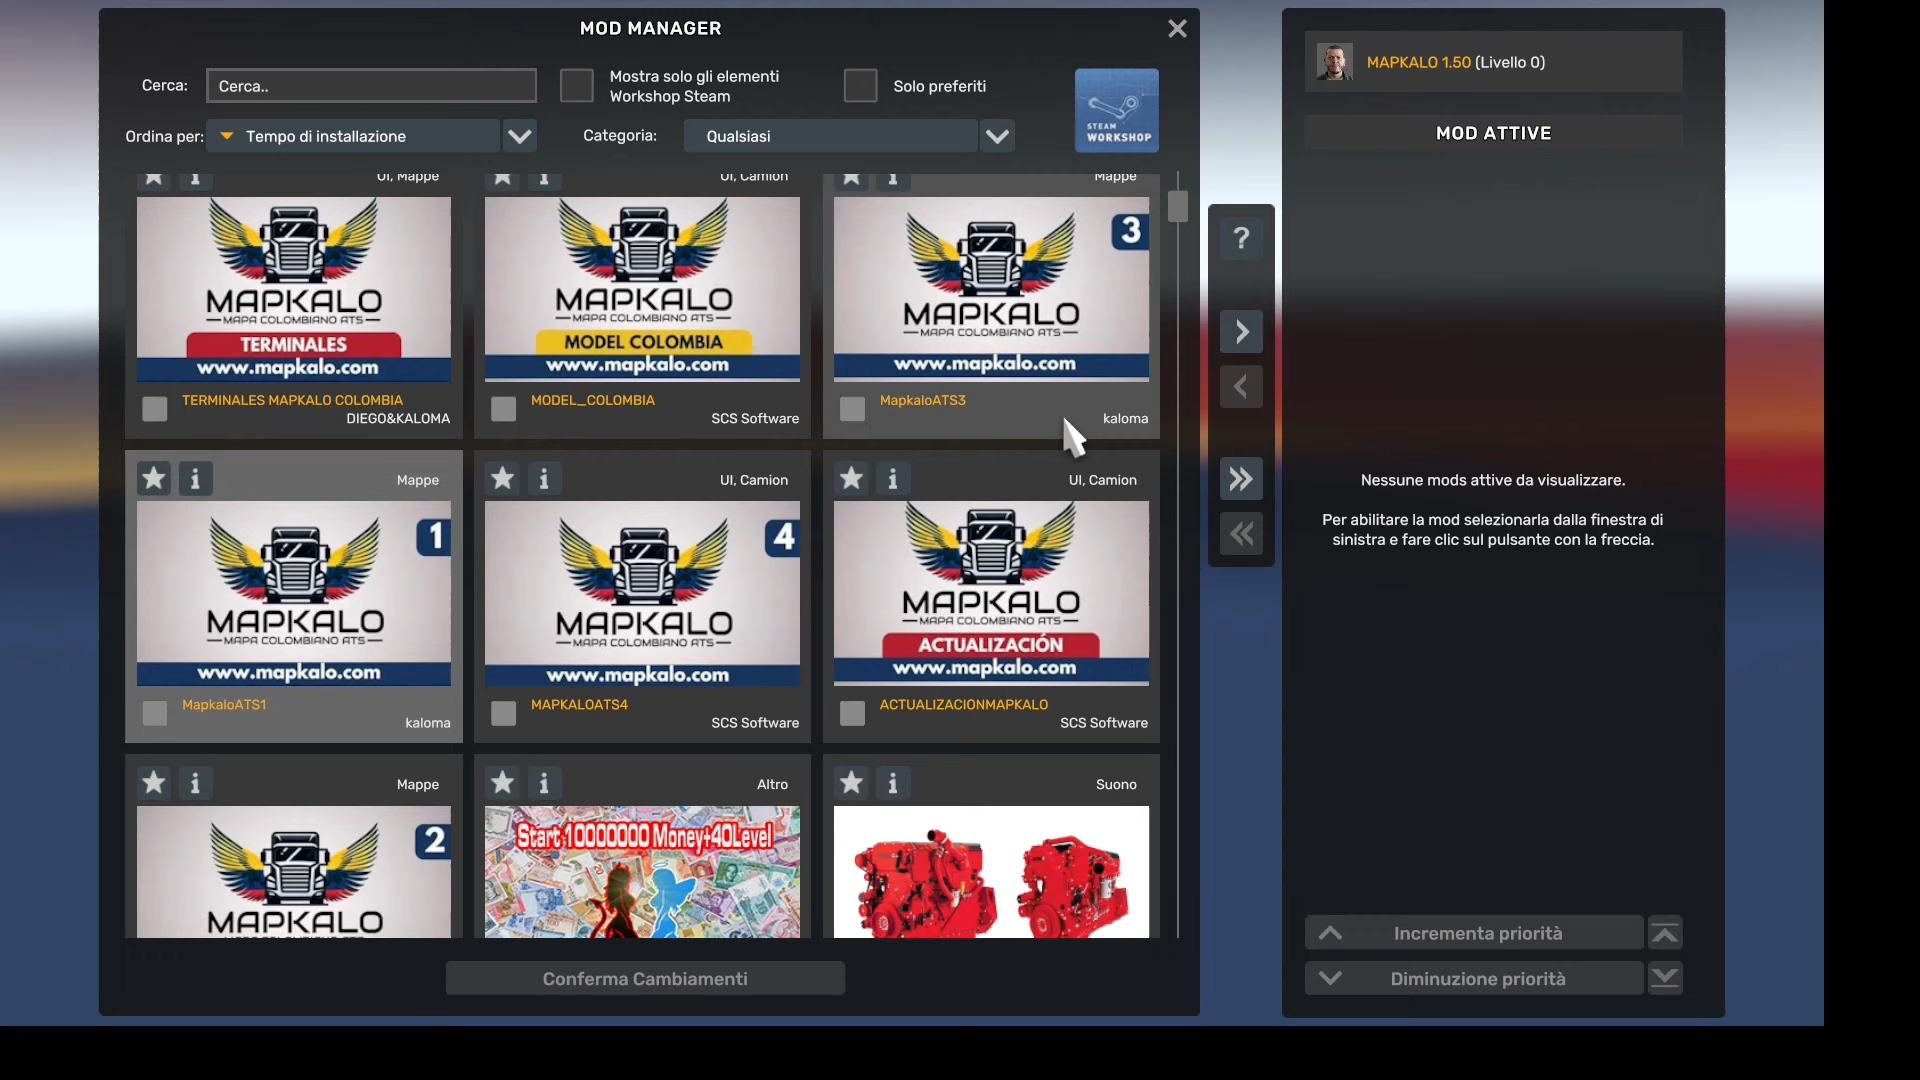 MOD MANAGER
Cerca:
Cerca..
Mostra solo gli elementi
Workshop Steam
Solo preferiti
STEAM
WORKSHOP
Ordina per:
Tempo di installazione
Categoria:
Qualsiasi
UI, Mappe
MAPKALO
MAPA COLOMBIANO ATS
TERMINALES
www.mapkalo.com
TERMINALES MAPKALO COLOMBIA
DIEGO&KALOMA
UI, Camion
MAPKALO
MAPA COLOMBIANO ATS
MODEL COLOMBIA
www.mapkalo.com
MODEL_COLOMBIA
SCS Software
Mappe
3
MAPKALO
MAPA COLOMBIANO ATS
www.mapkalo.com
MapkaloATS3
kaloma
Mappe
1
MAPKALO
MAPA COLOMBIANO ATS
www.mapkalo.com
MapkaloATS1
kaloma
UI, Camion
4
MAPKALO
MAPA COLOMBIANO ATS
www.mapkalo.com
MAPKALOATS4
SCS Software
UI, Camion
MAPKALO
MAPA COLOMBIANO ATS
ACTUALIZACIÓN
www.mapkalo.com
ACTUALIZACIONMAPKALO
SCS Software
Mappe
2
MAPKALO
Altro
Start 10000000 Money+40Level
Suono
Conferma Cambiamenti
?
MAPKALO 1.50 (Livello 0)
MOD ATTIVE
Nessune mods attive da visualizzare.
Per abilitare la mod selezionarla dalla finestra di
sinistra e fare clic sul pulsante con la freccia.
Incrementa priorità
Diminuzione priorità